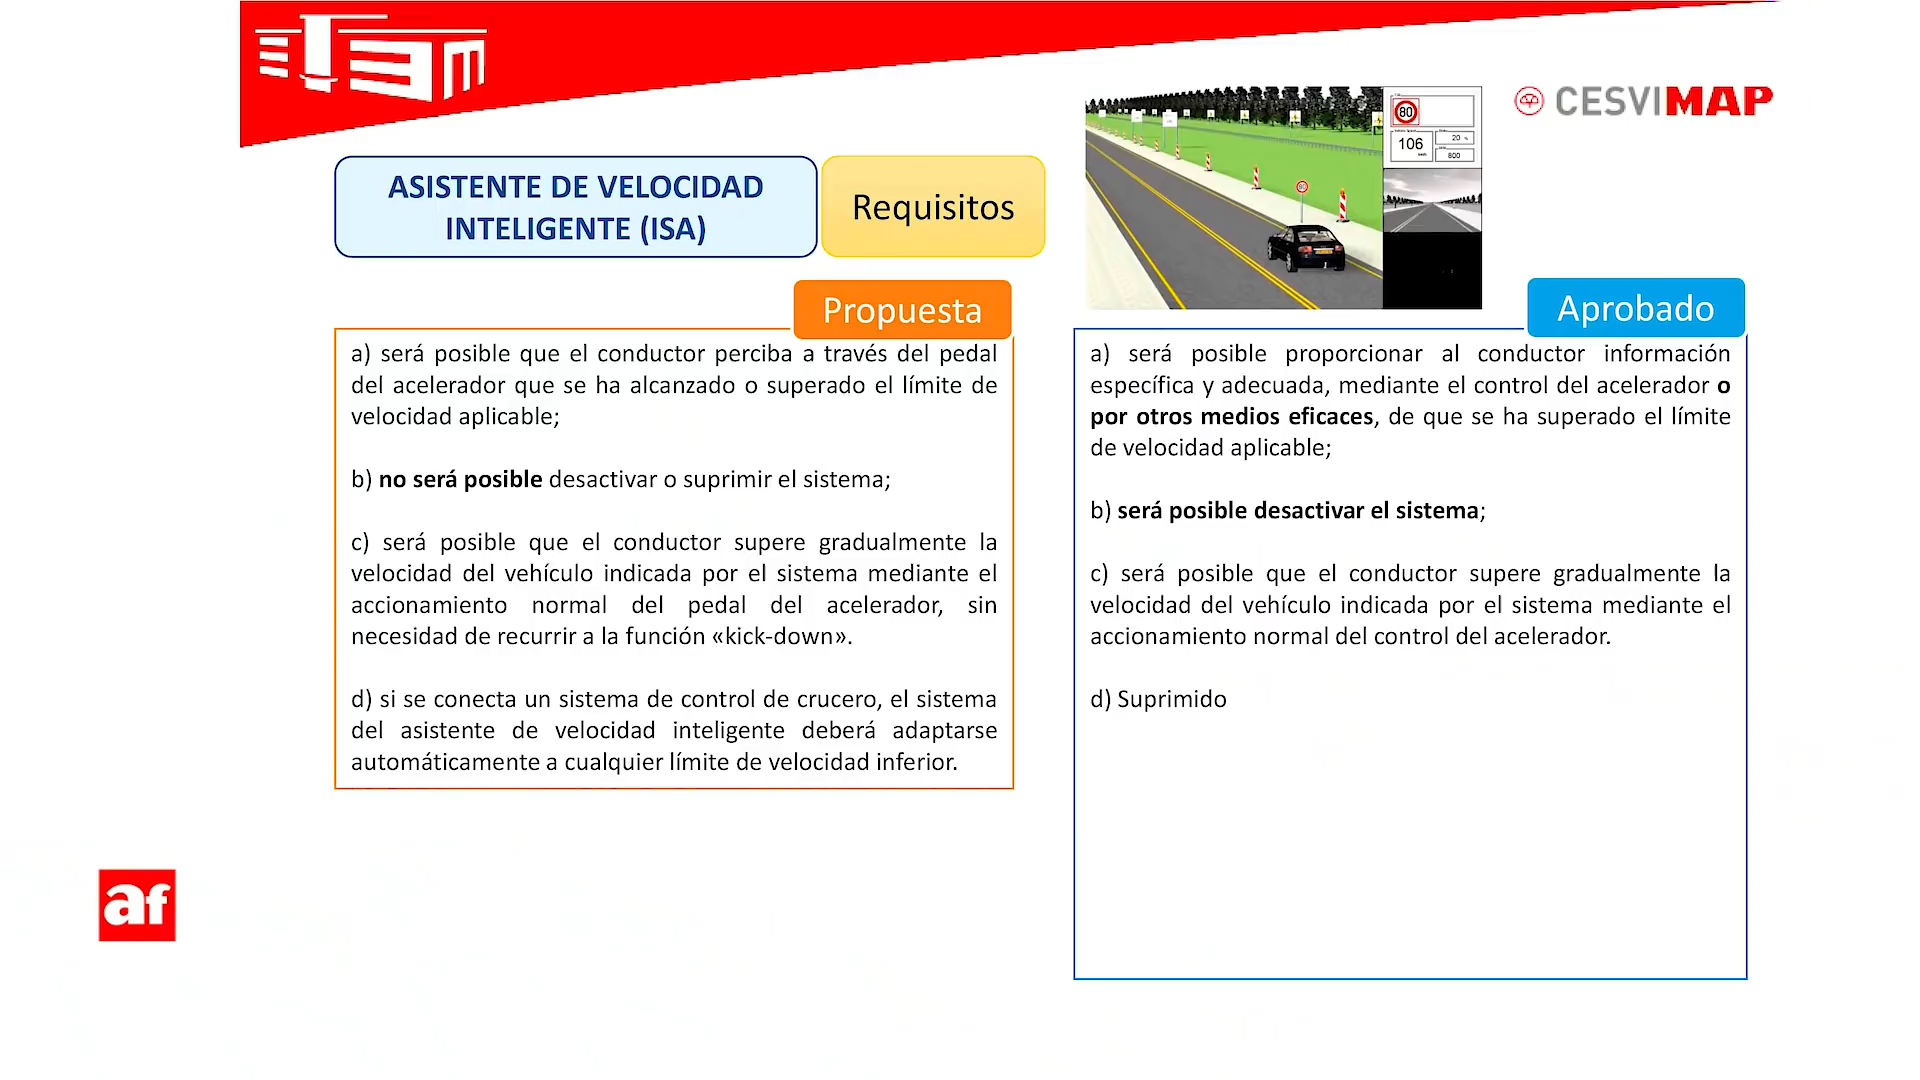 CESVIMAP
ASISTENTE DE VELOCIDAD
INTELIGENTE (ISA)
Requisitos
80
106
20
800
80
Propuesta
a) será posible que el conductor perciba a través del pedal
del acelerador que se ha alcanzado o superado el límite de
velocidad aplicable;
b) no será posible desactivar o suprimir el sistema;
c) será posible que el conductor supere gradualmente la
velocidad del vehículo indicada por el sistema mediante el
accionamiento normal del pedal del acelerador, sin
necesidad de recurrir a la función «kick-down».
d) si se conecta un sistema de control de crucero, el sistema
del asistente de velocidad inteligente deberá adaptarse
automáticamente a cualquier límite de velocidad inferior.
Aprobado
a) será posible proporcionar al conductor información
específica y adecuada, mediante el control del acelerador o
por otros medios eficaces, de que se ha superado el límite
de velocidad aplicable;
b) será posible desactivar el sistema;
c) será posible que el conductor supere gradualmente la
velocidad del vehículo indicada por el sistema mediante el
accionamiento normal del control del acelerador.
d) Suprimido
af